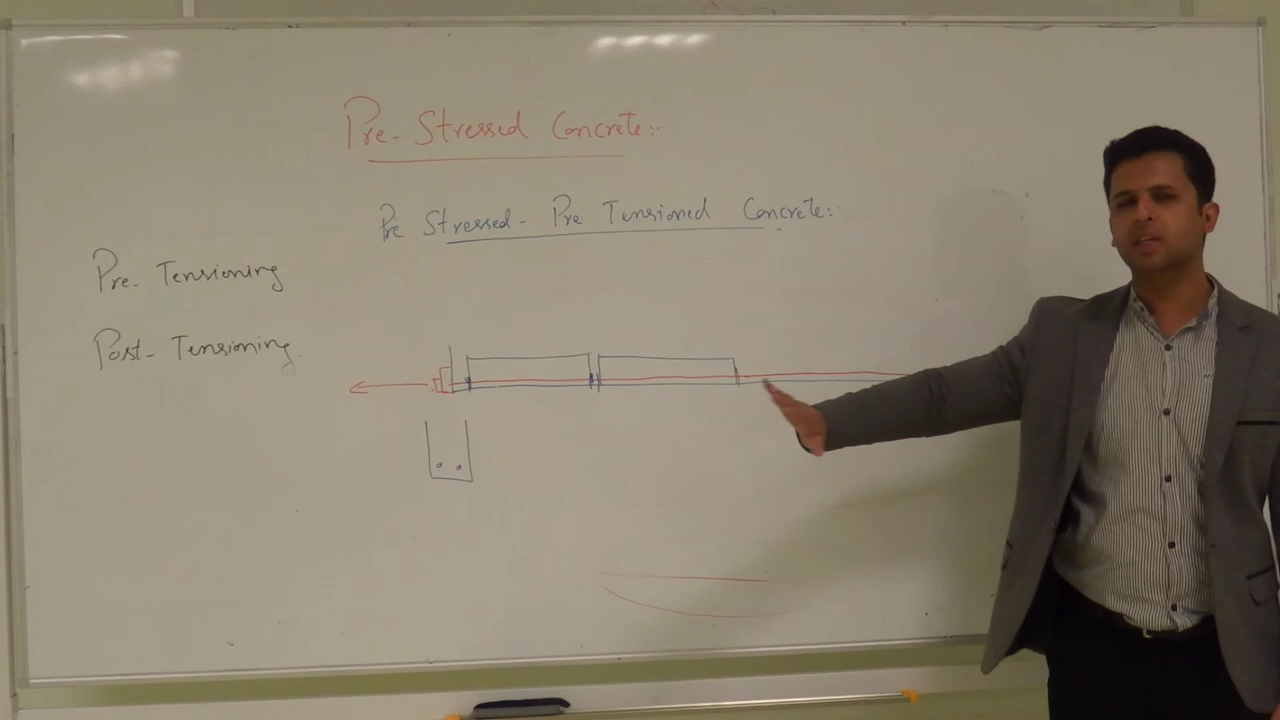 Pre-Stressed Concrete:-
Pre Stressed - Pre Tensioned Concrete:-
Pre-Tensioning
Post-Tensioning.